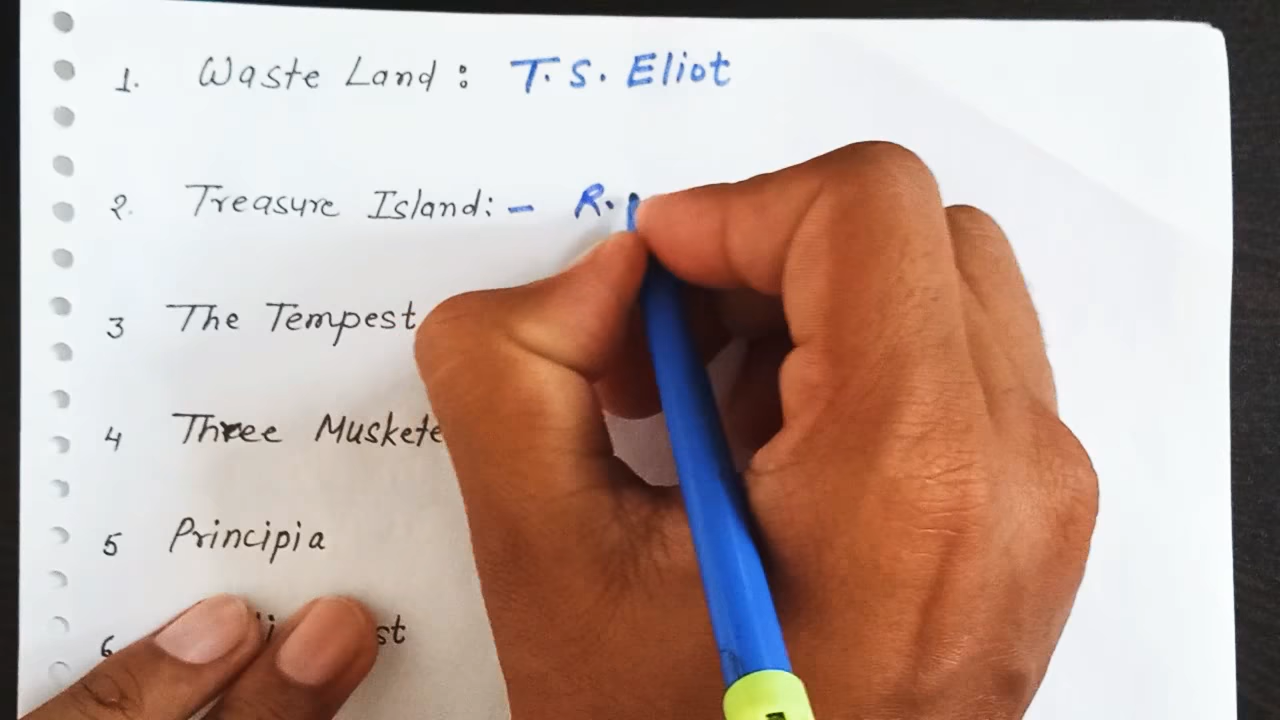 1. Waste Land : T. S. Eliot
2. Treasure Island: - R.
3 The Tempest
4 Three Muskete
5 Principia
6